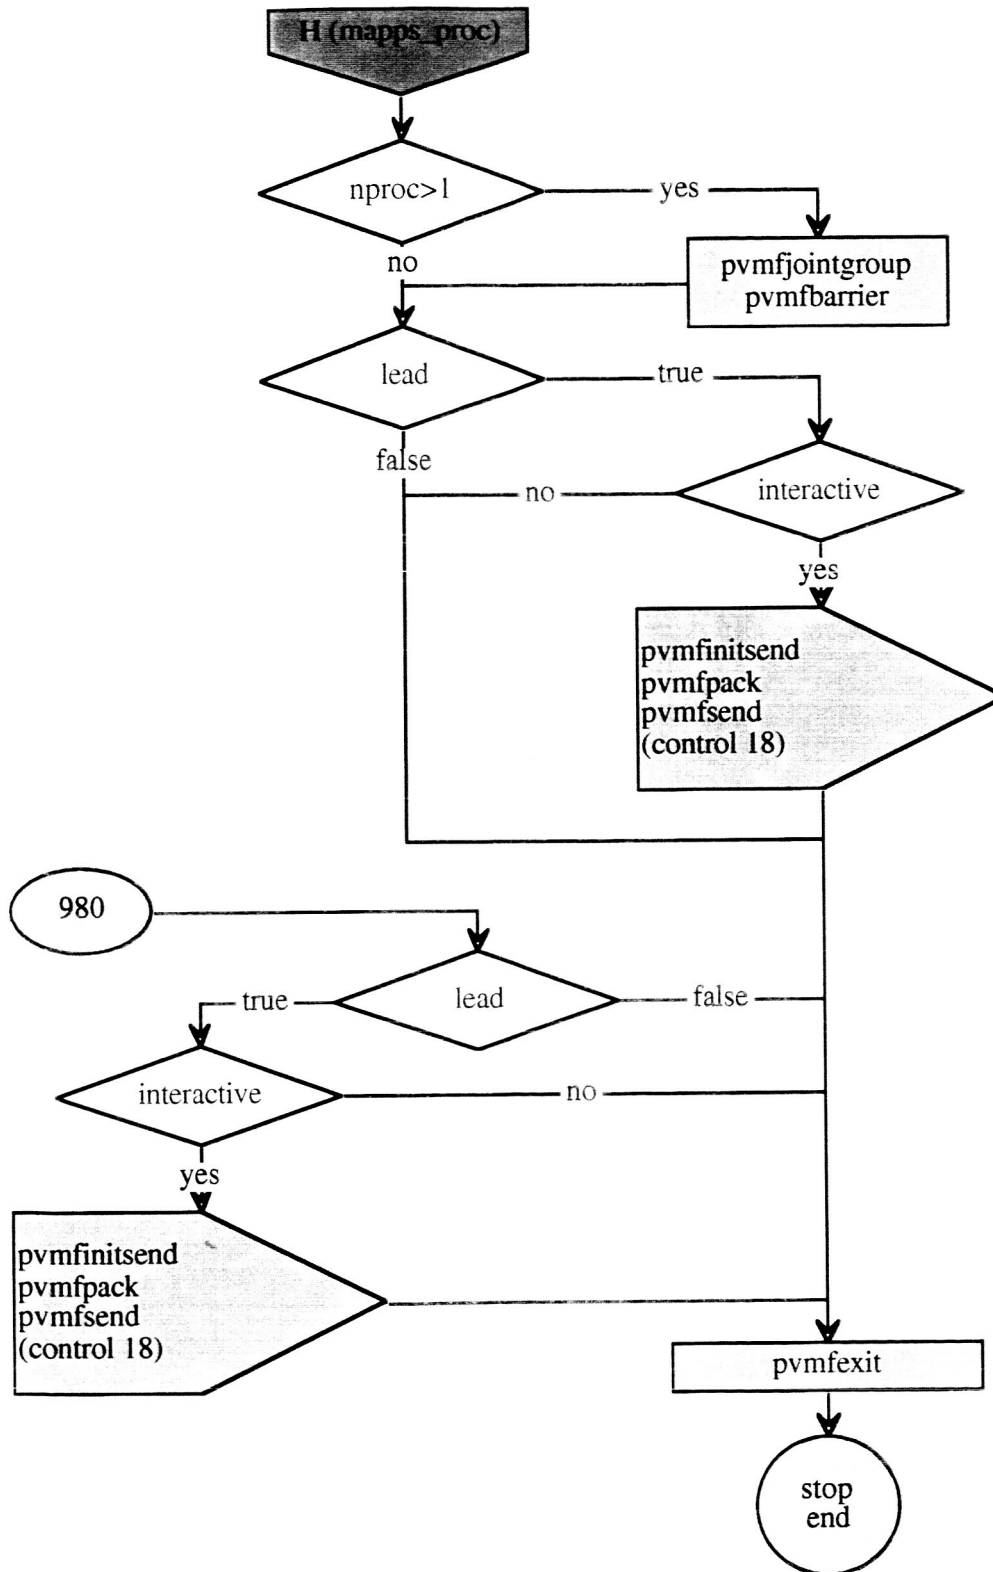 H (mapps_proc)
nproc>1
yes
no
pvmfjointgroup
pvmfbarrier
lead
true
false
no
interactive
yes
pvmfinitsend
pvmfpack
pvmfsend
(control 18)
980
true
lead
false
interactive
no
yes
pvmfinitsend
pvmfpack
pvmfsend
(control 18)
pvmfexit
stop
end